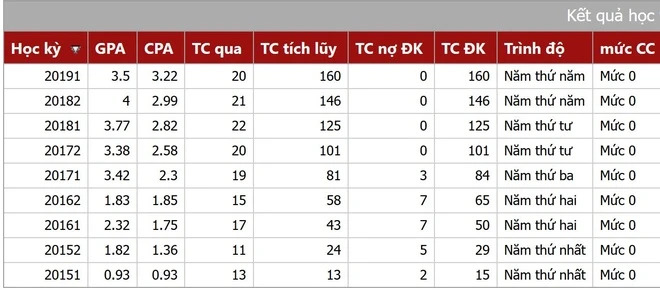 Kết quả học
Học kỳ GPA CPA TC qua TC tích lũy TC nợ ĐK TC ĐK Trình độ mức CC
20191 3.5 3.22 20 160 0 160 Năm thứ năm Mức 0
20182 4 2.99 21 146 0 146 Năm thứ năm Mức 0
20181 3.77 2.82 22 125 0 125 Năm thứ tư Mức 0
20172 3.38 2.58 20 101 0 101 Năm thứ tư Mức 0
20171 3.42 2.3 19 81 3 84 Năm thứ ba Mức 0
20162 1.83 1.85 15 58 7 65 Năm thứ hai Mức 0
20161 2.32 1.75 17 43 7 50 Năm thứ hai Mức 0
20152 1.82 1.36 11 24 5 29 Năm thứ nhất Mức 0
20151 0.93 0.93 13 13 2 15 Năm thứ nhất Mức 0